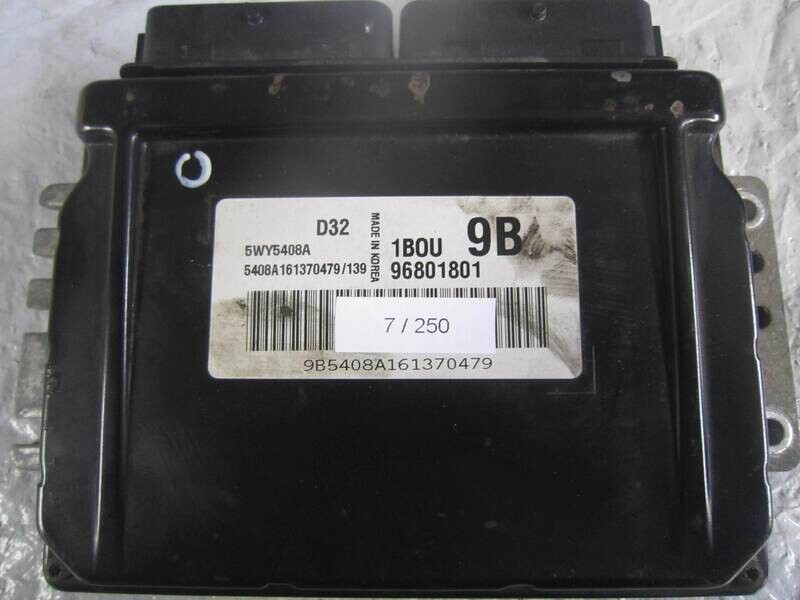 D32
5WY5408A
5408A161370479/139
MADE IN KOREA
1BOU 9B
96801801
7 / 250
9B5408A161370479